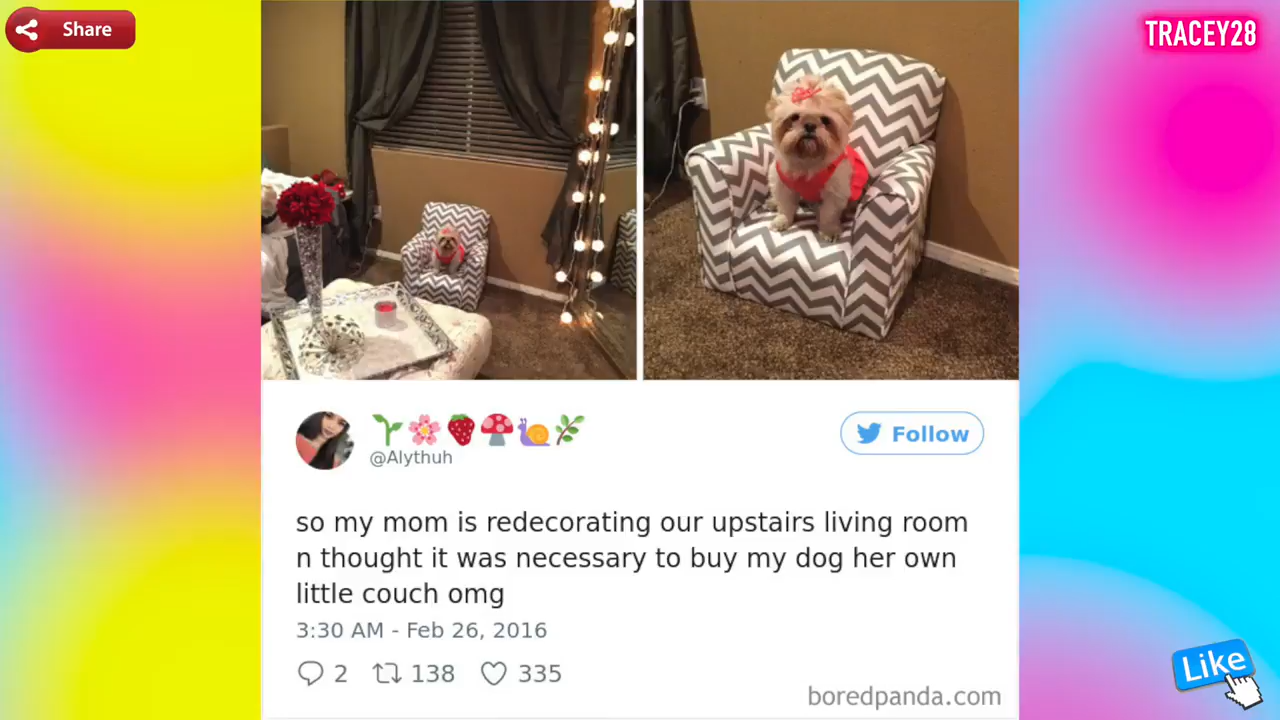 Share
TRACEY28
@Alythuh
Follow
so my mom is redecorating our upstairs living room
n thought it was necessary to buy my dog her own
little couch omg
3:30 AM - Feb 26, 2016
2 138 335
boredpanda.com
Like